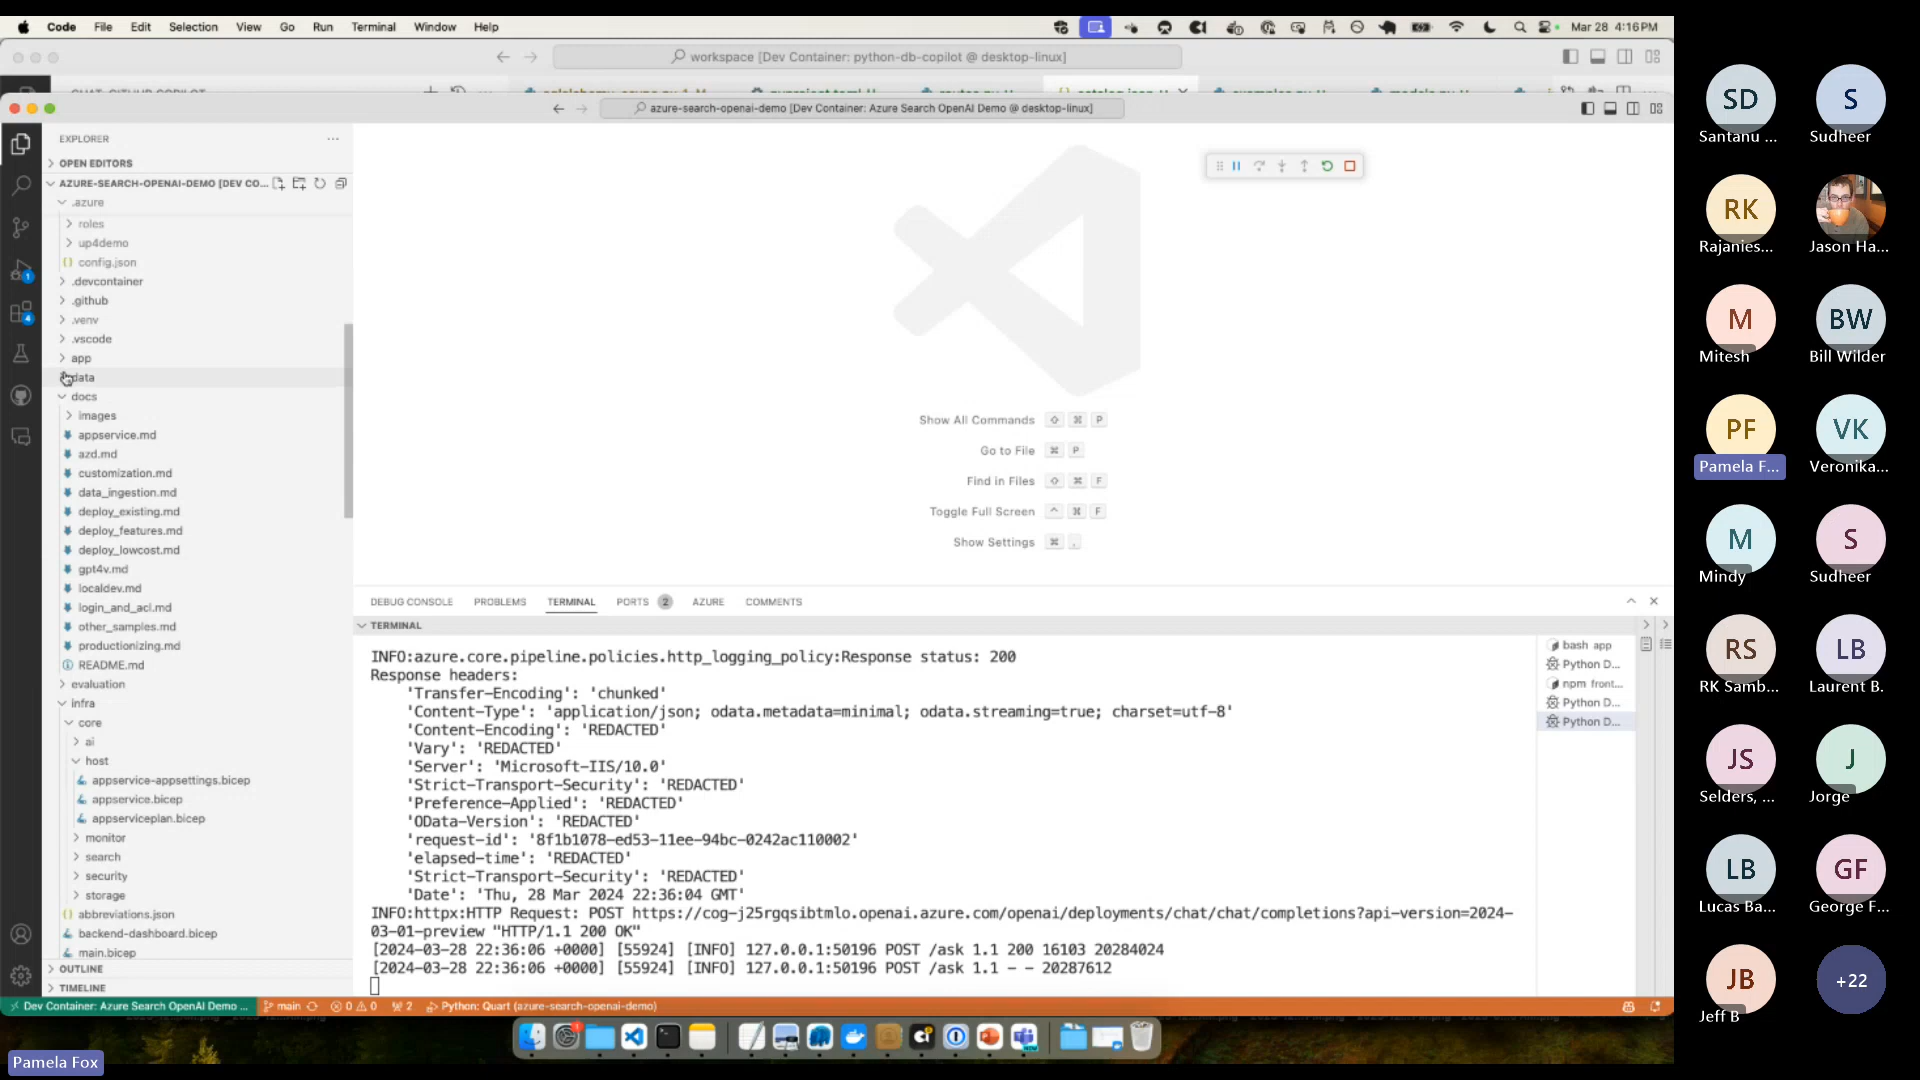 Code File Edit Selection View Go Run Terminal Window Help
Mar 28 4:16PM
workspace [Dev Container: python-db-copilot @ desktop-linux]
azure-search-openai-demo [Dev Container: Azure Search OpenAI Demo @ desktop-linux]
EXPLORER
OPEN EDITORS
AZURE-SEARCH-OPENAI-DEMO [DEV CO...
.azure
roles
up4demo
config.json
.devcontainer
.github
.venv
.vscode
app
data
docs
images
appservice.md
azd.md
customization.md
data_ingestion.md
deploy_existing.md
deploy_features.md
deploy_lowcost.md
gpt4v.md
localdev.md
login_and_acl.md
other_samples.md
productionizing.md
README.md
evaluation
infra
core
ai
host
appservice-appsettings.bicep
appservice.bicep
appserviceplan.bicep
monitor
search
security
storage
abbreviations.json
backend-dashboard.bicep
main.bicep
OUTLINE
TIMELINE
Show All Commands ⇧ ⌘ P
Go to File ⌘ P
Find in Files ⇧ ⌘ F
Toggle Full Screen ^ ⌘ F
Show Settings ⌘ ,
DEBUG CONSOLE PROBLEMS TERMINAL PORTS 2 AZURE COMMENTS
TERMINAL
INFO:azure.core.pipeline.policies.http_logging_policy:Response status: 200
Response headers:
'Transfer-Encoding': 'chunked'
'Content-Type': 'application/json; odata.metadata=minimal; odata.streaming=true; charset=utf-8'
'Content-Encoding': 'REDACTED'
'Vary': 'REDACTED'
'Server': 'Microsoft-IIS/10.0'
'Strict-Transport-Security': 'REDACTED'
'Preference-Applied': 'REDACTED'
'OData-Version': 'REDACTED'
'request-id': '8f1b1078-ed53-11ee-94bc-0242ac110002'
'elapsed-time': 'REDACTED'
'Strict-Transport-Security': 'REDACTED'
'Date': 'Thu, 28 Mar 2024 22:36:04 GMT'
INFO:httpx:HTTP Request: POST https://cog-j25rgqsibtmlo.openai.azure.com/openai/deployments/chat/chat/completions?api-version=2024-
03-01-preview "HTTP/1.1 200 OK"
[2024-03-28 22:36:06 +0000] [55924] [INFO] 127.0.0.1:50196 POST /ask 1.1 200 16103 20284024
[2024-03-28 22:36:06 +0000] [55924] [INFO] 127.0.0.1:50196 POST /ask 1.1 - - 20287612
bash app
Python D...
npm front...
Python D...
Python D...
Dev Container: Azure Search OpenAI Demo ... main 0 0 2 Python: Quart (azure-search-openai-demo)
Pamela Fox
SD
Santanu ...
S
Sudheer
RK
Rajanies...
Jason Ha...
M
Mitesh
BW
Bill Wilder
PF
Pamela F...
VK
Veronika...
M
Mindy
S
Sudheer
RS
RK Samb...
LB
Laurent B.
JS
Selders, ...
J
Jorge
LB
Lucas Ba...
GF
George F...
JB
Jeff B
+22